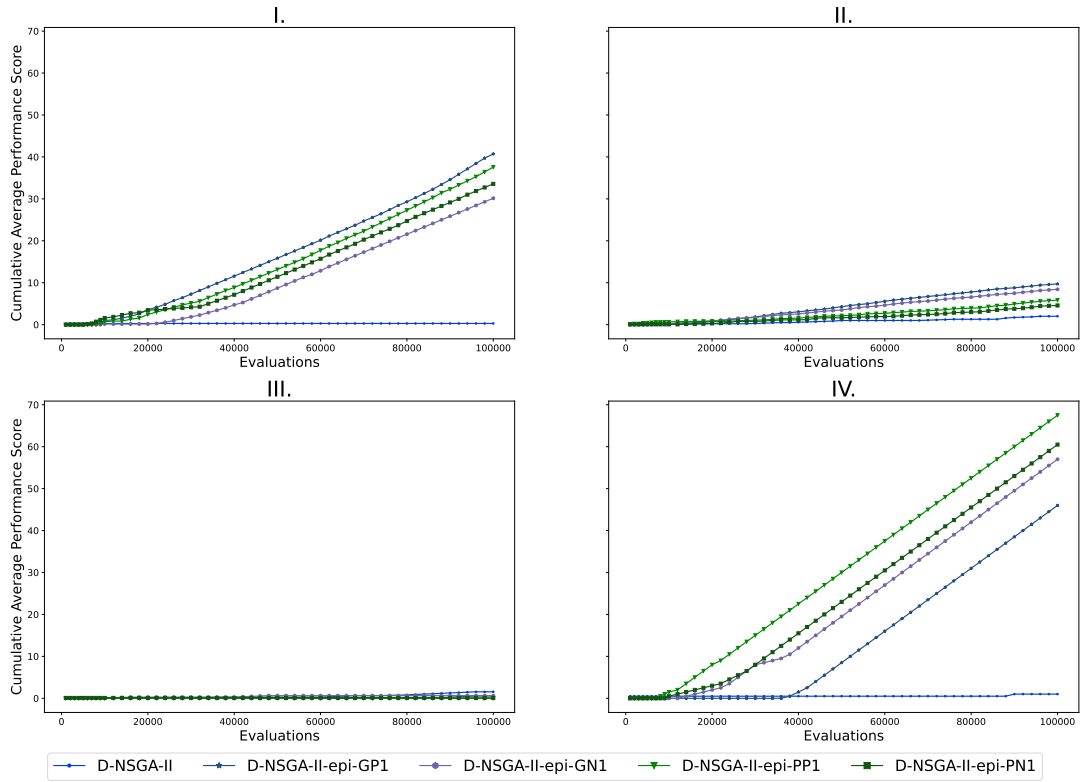 I.
II.
Cumulative Average Performance Score
70
60
50
40
30
20
10
0
0 20000 40000 60000 80000 100000
Evaluations
0 20000 40000 60000 80000 100000
Evaluations
III.
IV.
Cumulative Average Performance Score
70
60
50
40
30
20
10
0
0 20000 40000 60000 80000 100000
Evaluations
0 20000 40000 60000 80000 100000
Evaluations
D-NSGA-II D-NSGA-II-epi-GP1 D-NSGA-II-epi-GN1 D-NSGA-II-epi-PP1 D-NSGA-II-epi-PN1